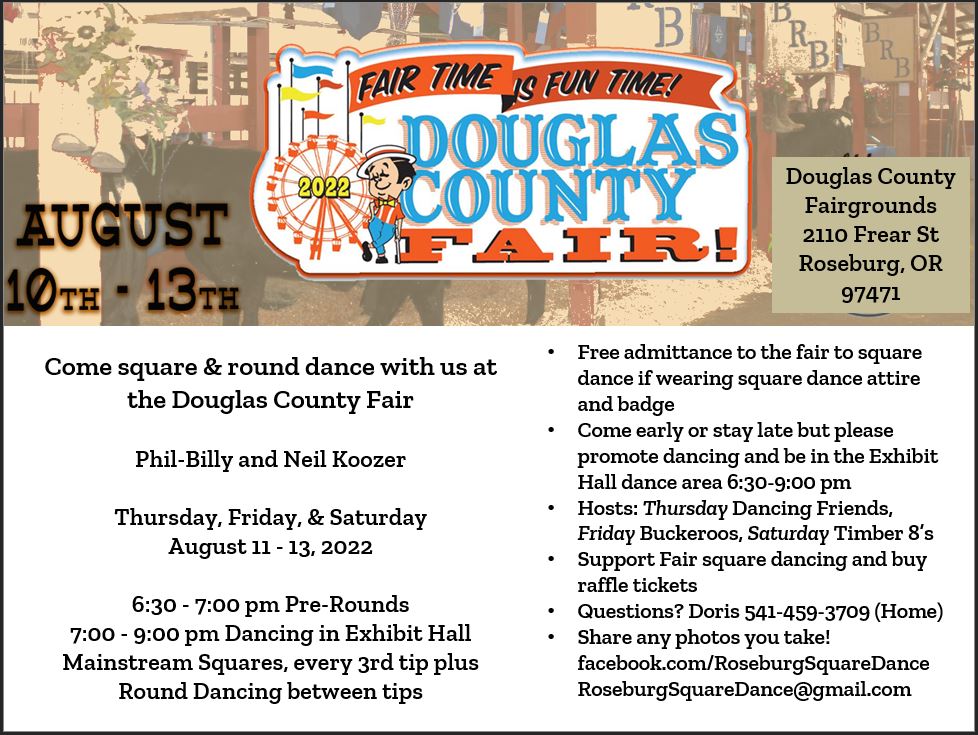 FAIR TIME IS FUN TIME!
DOUGLAS
COUNTY
FAIR!
2022
AUGUST
10TH - 13TH
Douglas County
Fairgrounds
2110 Frear St
Roseburg, OR
97471
Come square & round dance with us at
the Douglas County Fair
Phil-Billy and Neil Koozer
Thursday, Friday, & Saturday
August 11 - 13, 2022
6:30 - 7:00 pm Pre-Rounds
7:00 - 9:00 pm Dancing in Exhibit Hall
Mainstream Squares, every 3rd tip plus
Round Dancing between tips
• Free admittance to the fair to square
dance if wearing square dance attire
and badge
• Come early or stay late but please
promote dancing and be in the Exhibit
Hall dance area 6:30-9:00 pm
• Hosts: Thursday Dancing Friends,
Friday Buckeroos, Saturday Timber 8's
• Support Fair square dancing and buy
raffle tickets
• Questions? Doris 541-459-3709 (Home)
• Share any photos you take!
facebook.com/RoseburgSquareDance
RoseburgSquareDance@gmail.com
B
R
B
B
R
B